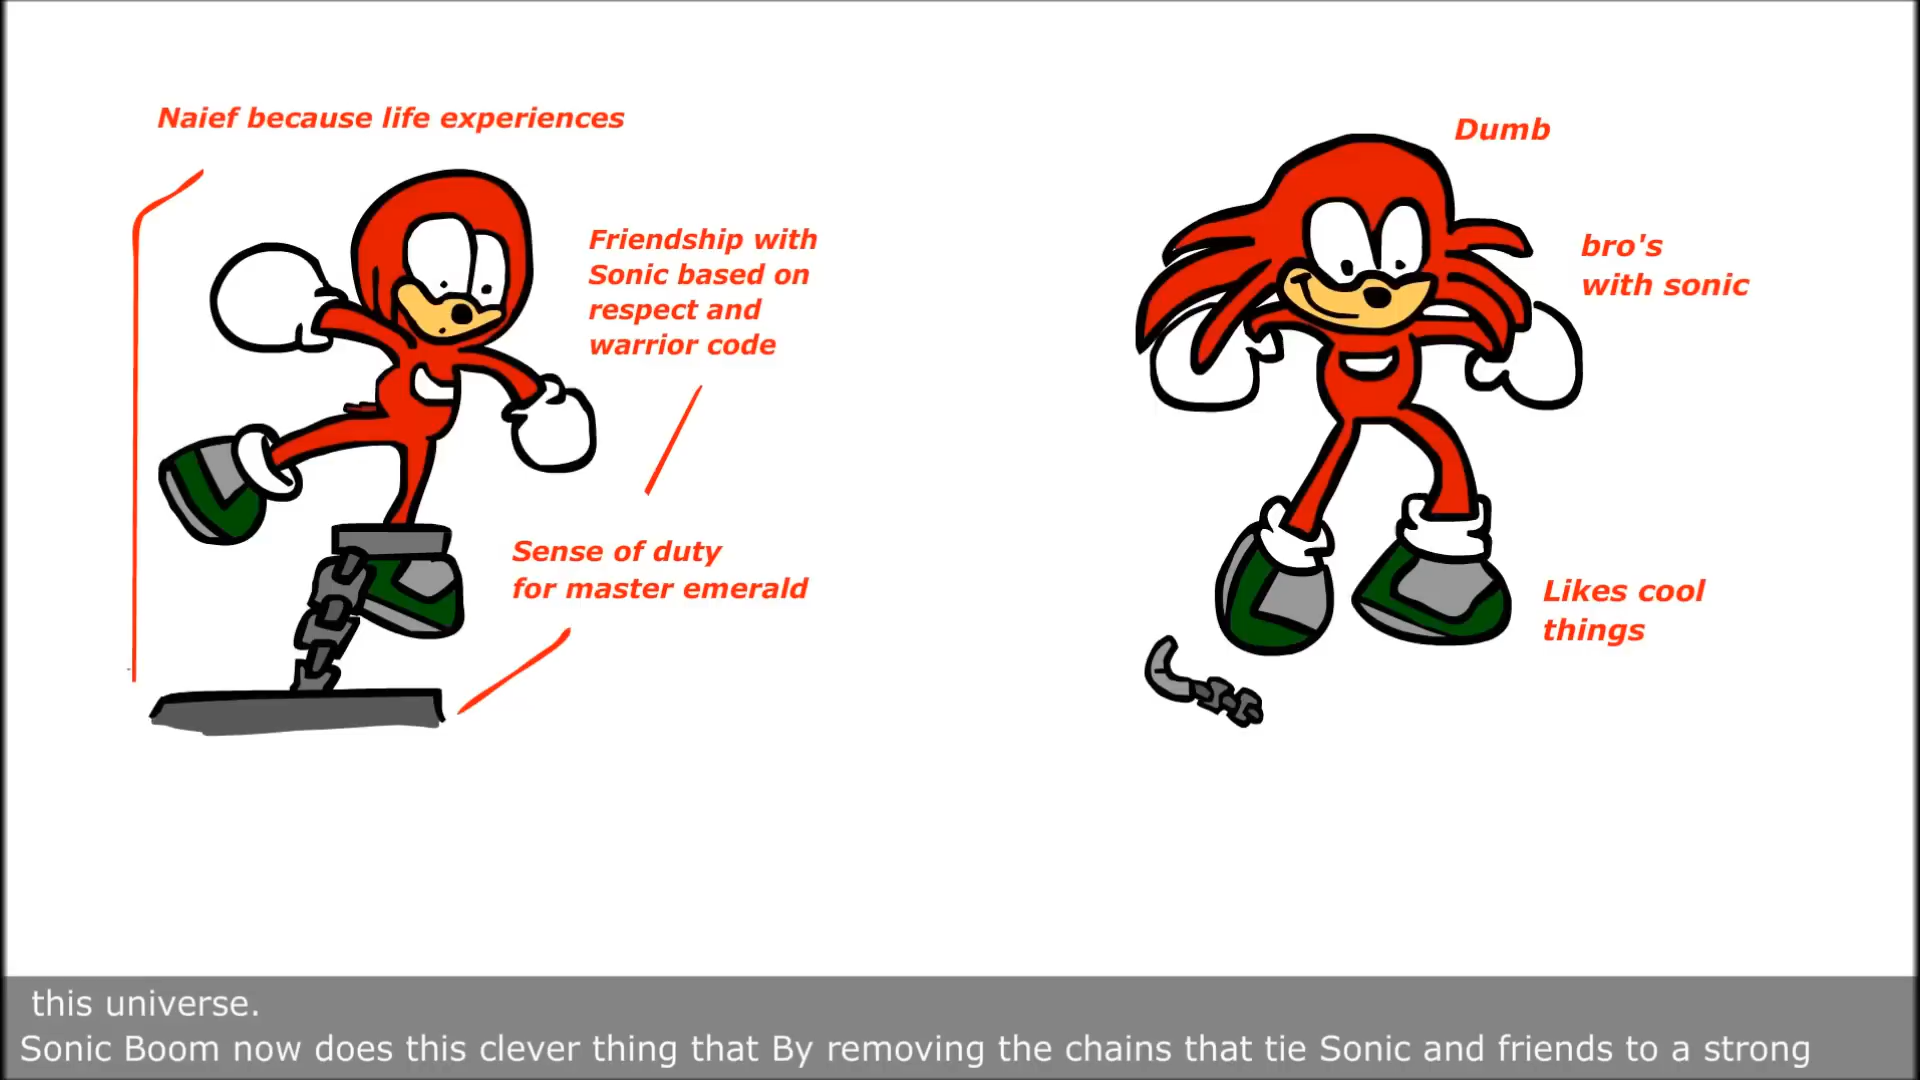 Naief because life experiences
Friendship with
Sonic based on
respect and
warrior code
Sense of duty
for master emerald
Dumb
bro's
with sonic
Likes cool
things
this universe.
Sonic Boom now does this clever thing that By removing the chains that tie Sonic and friends to a strong